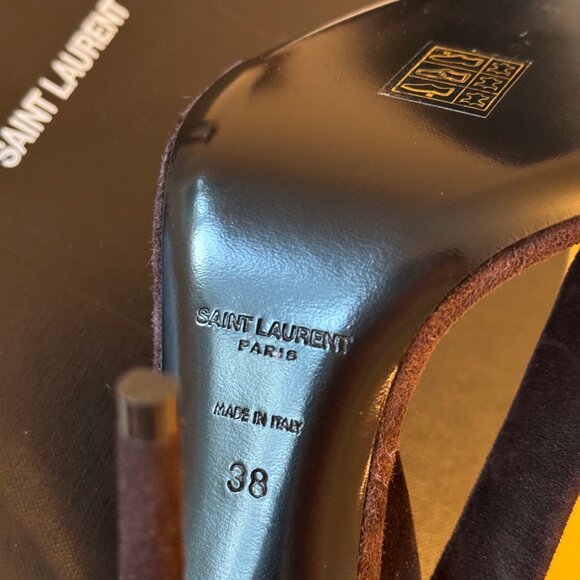 SAINT LAURENT
SAINT LAURENT
PARIS
MADE IN ITALY
38